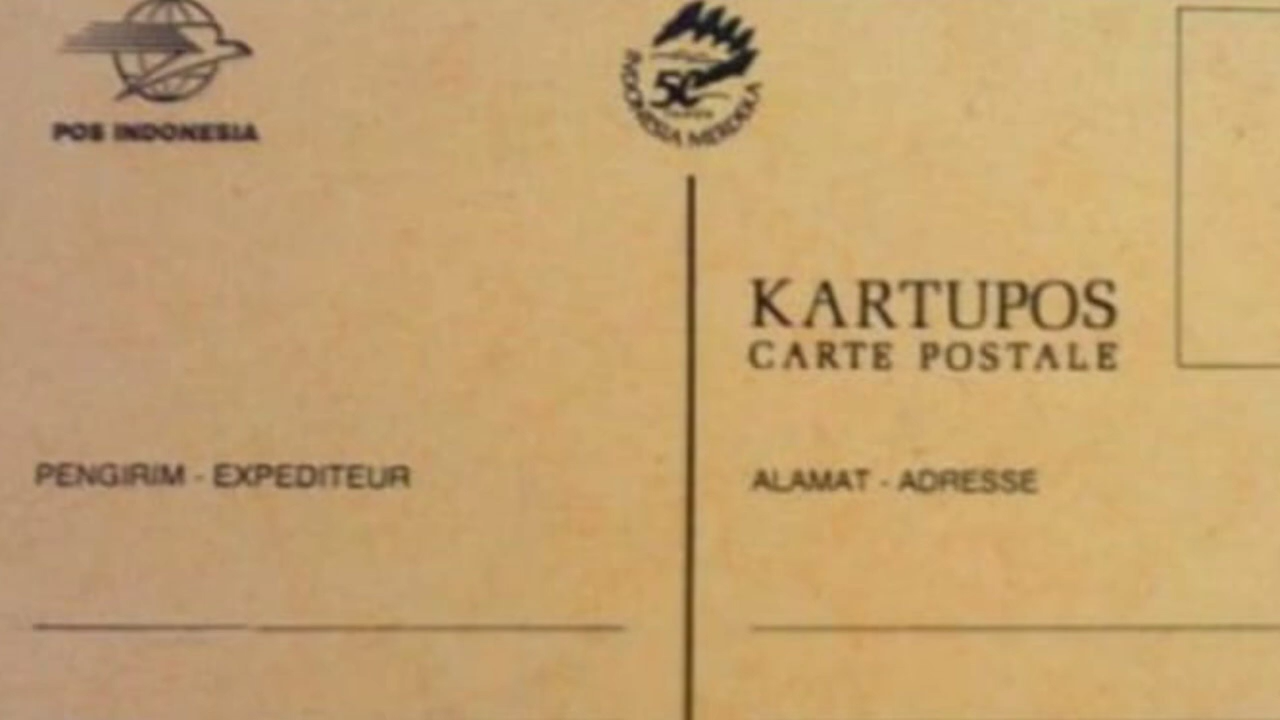 POS INDONESIA
50
INDONESIA MERDEKA
KARTUPOS
CARTE POSTALE
PENGIRIM - EXPEDITEUR
ALAMAT - ADRESSE